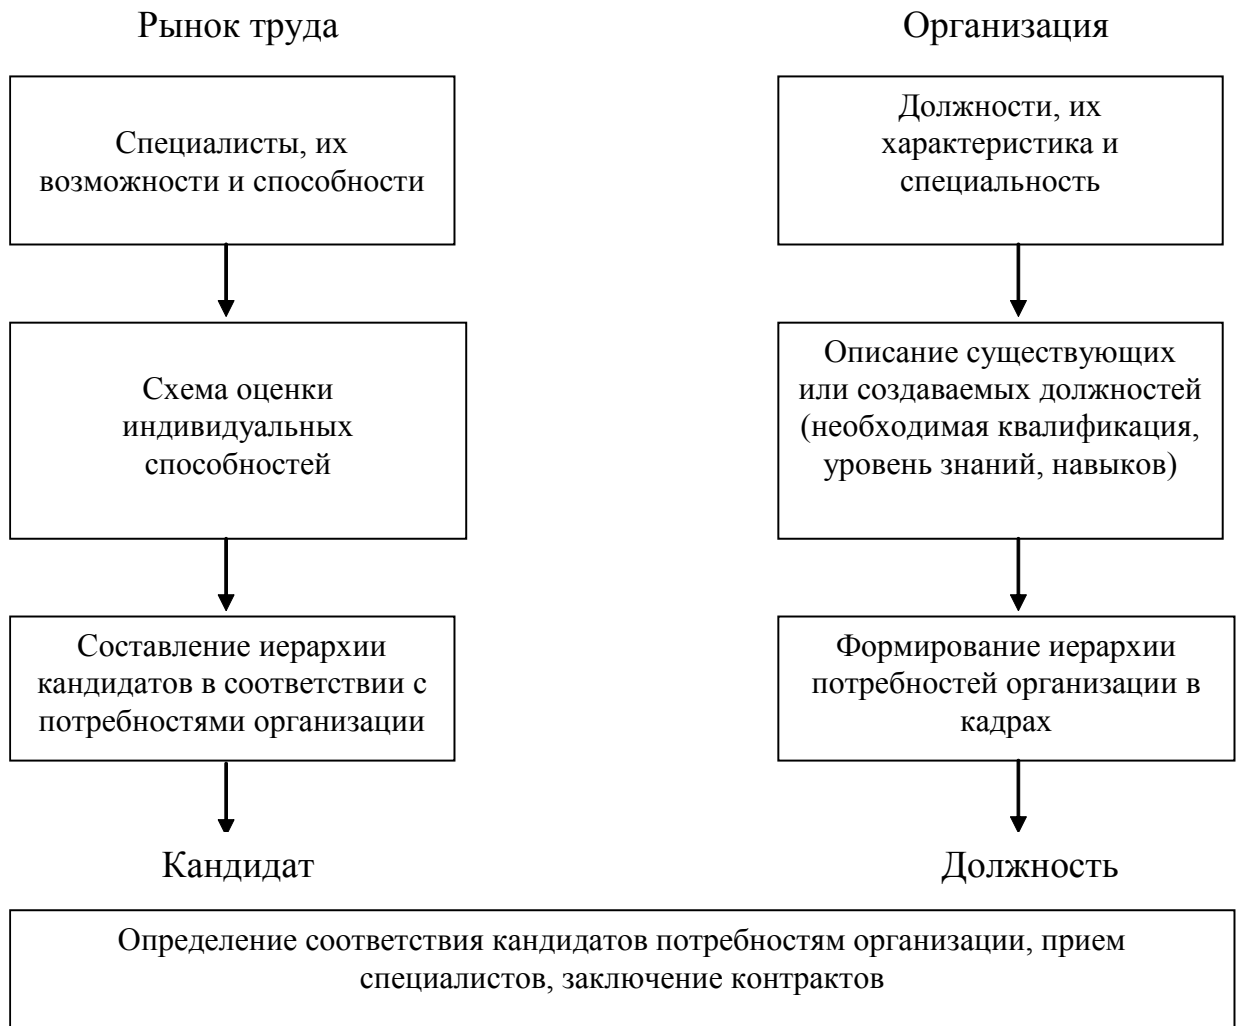 Рынок труда
Специалисты, их
возможности и способности
Схема оценки
индивидуальных
способностей
Составление иерархии
кандидатов в соответствии с
потребностями организации
Кандидат
Организация
Должности, их
характеристика и
специальность
Описание существующих
или создаваемых должностей
(необходимая квалификация,
уровень знаний, навыков)
Формирование иерархии
потребностей организации в
кадрах
Должность
Определение соответствия кандидатов потребностям организации, прием
специалистов, заключение контрактов